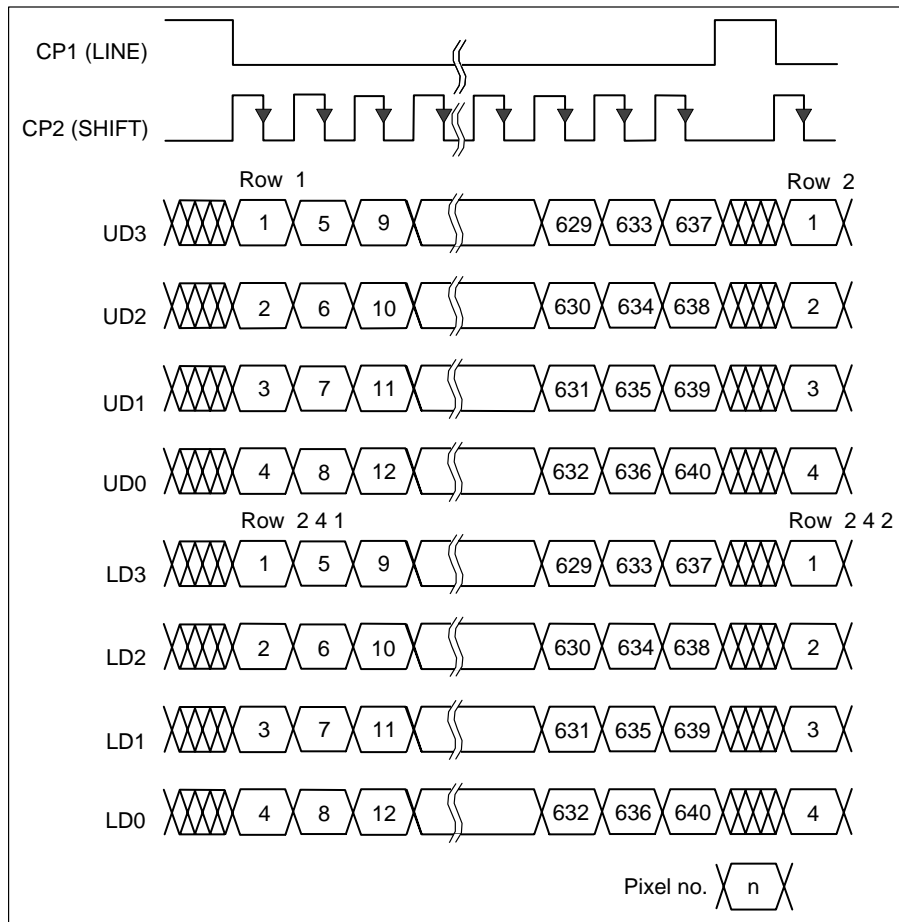 CP1 (LINE)
CP2 (SHIFT)
Row 1 Row 2
UD3 1 5 9 629 633 637 1
UD2 2 6 10 630 634 638 2
UD1 3 7 11 631 635 639 3
UD0 4 8 12 632 636 640 4
Row 2 4 1 Row 2 4 2
LD3 1 5 9 629 633 637 1
LD2 2 6 10 630 634 638 2
LD1 3 7 11 631 635 639 3
LD0 4 8 12 632 636 640 4
Pixel no. n